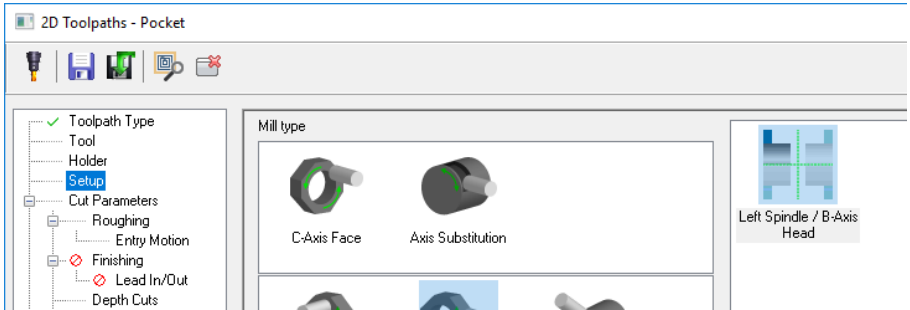 2D Toolpaths - Pocket
Toolpath Type
Tool
Holder
Setup
Cut Parameters
Roughing
Entry Motion
Finishing
Lead In/Out
Depth Cuts
Mill type
C-Axis Face
Axis Substitution
Left Spindle / B-Axis
Head